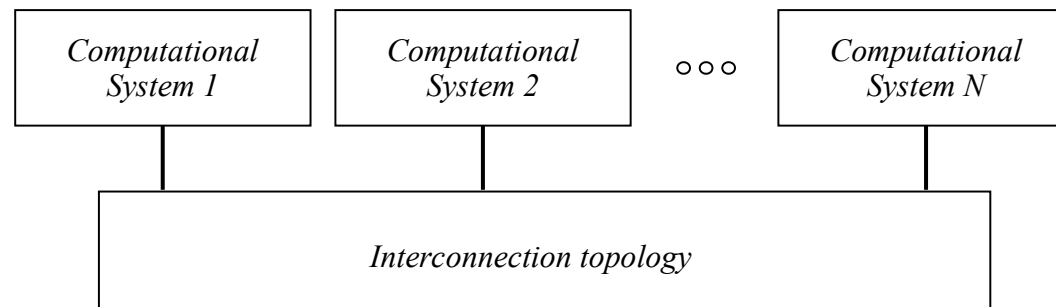 Computational
System 1
Computational
System 2
Computational
System N
Interconnection topology